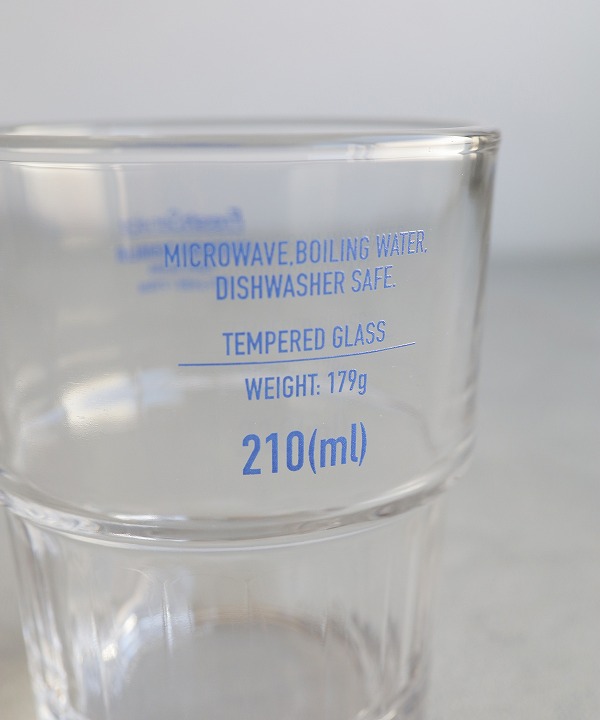 MICROWAVE,BOILING WATER,
DISHWASHER SAFE.
TEMPERED GLASS
WEIGHT: 179g
210(ml)